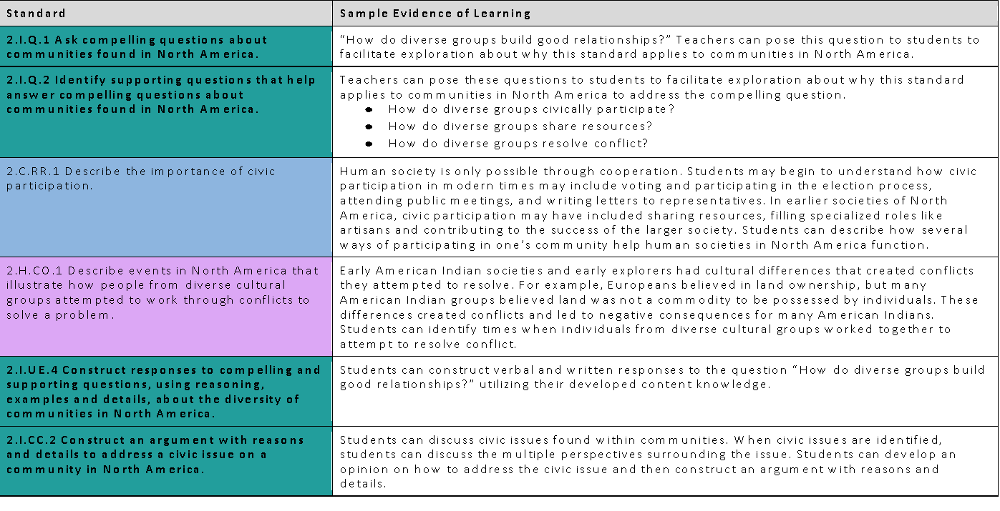 Standard
Sample Evidence of Learning
2.I.Q.1 Ask compelling questions about
communities found in North America.
“How do diverse groups build good relationships?” Teachers can pose this question to students to
facilitate exploration about why this standard applies to communities in North America.
2.I.Q.2 Identify supporting questions that help
answer compelling questions about
communities found in North America.
Teachers can pose these questions to students to facilitate exploration about why this standard
applies to communities in North America to address the compelling question.
● How do diverse groups civically participate?
● How do diverse groups share resources?
● How do diverse groups resolve conflict?
2.C.RR.1 Describe the importance of civic
participation.
Human society is only possible through cooperation. Students may begin to understand how civic
participation in modern times may include voting and participating in the election process,
attending public meetings, and writing letters to representatives. In earlier societies of North
America, civic participation may have included sharing resources, filling specialized roles like
artisans and contributing to the success of the larger society. Students can describe how several
ways of participating in one’s community help human societies in North America function.
2.H.CO.1 Describe events in North America that
illustrate how people from diverse cultural
groups attempted to work through conflicts to
solve a problem.
Early American Indian societies and early explorers had cultural differences that created conflicts
they attempted to resolve. For example, Europeans believed in land ownership, but many
American Indian groups believed land was not a commodity to be possessed by individuals. These
differences created conflicts and led to negative consequences for many American Indians.
Students can identify times when individuals from diverse cultural groups worked together to
attempt to resolve conflict.
2.I.UE.4 Construct responses to compelling and
supporting questions, using reasoning,
examples and details, about the diversity of
communities in North America.
Students can construct verbal and written responses to the question “How do diverse groups build
good relationships?” utilizing their developed content knowledge.
2.I.CC.2 Construct an argument with reasons
and details to address a civic issue on a
community in North America.
Students can discuss civic issues found within communities. When civic issues are identified,
students can discuss the multiple perspectives surrounding the issue. Students can develop an
opinion on how to address the civic issue and then construct an argument with reasons and
details.